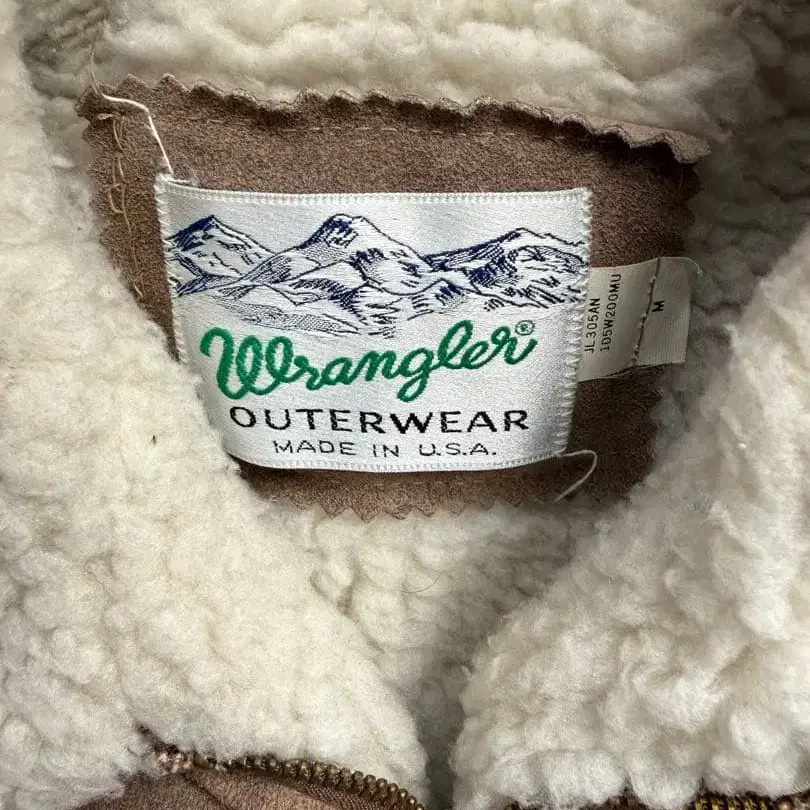 Wrangler®
OUTERWEAR
MADE IN U.S.A.
JL305AN
1D5W200MU
M